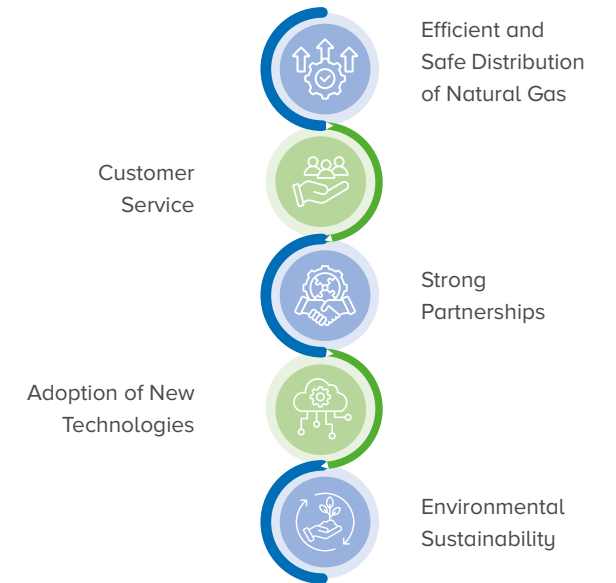 Efficient and
Safe Distribution
of Natural Gas
Customer
Service
Strong
Partnerships
Adoption of New
Technologies
Environmental
Sustainability